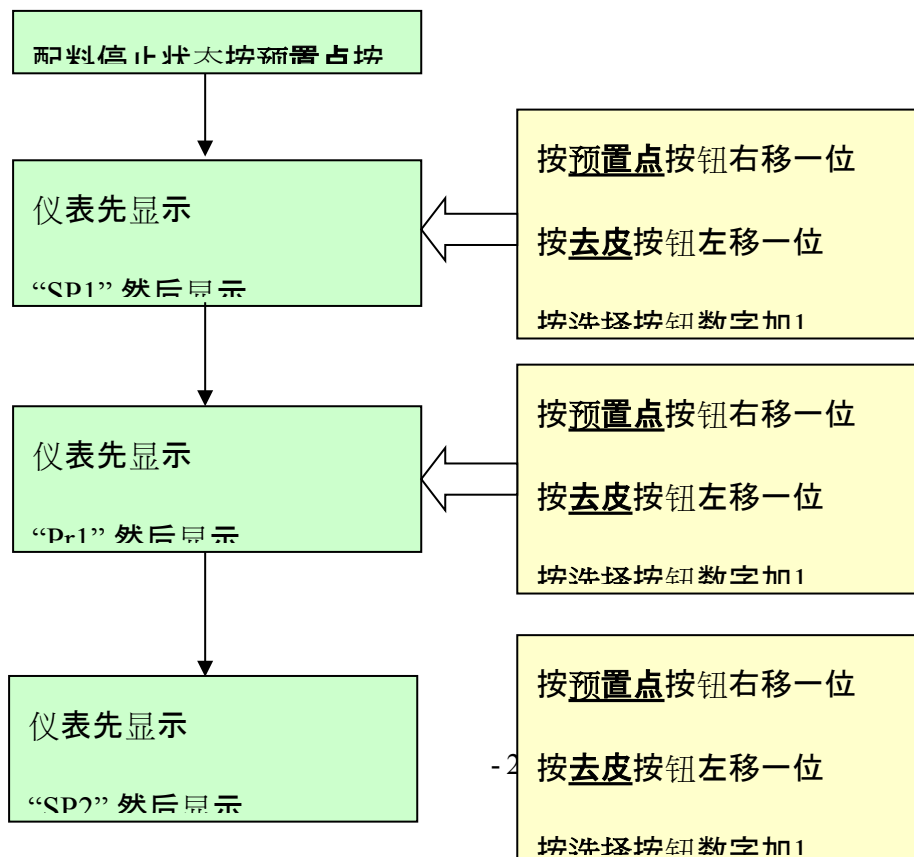 配料停止状态按预置点按
仪表先显示
“SP1” 然后显示
按预置点按钮右移一位
按去皮按钮左移一位
按选择按钮数字加1
仪表先显示
“Pr1” 然后显示
按预置点按钮右移一位
按去皮按钮左移一位
按选择按钮数字加1
仪表先显示
“SP2” 然后显示
-2
按预置点按钮右移一位
按去皮按钮左移一位
按选择按钮数字加1